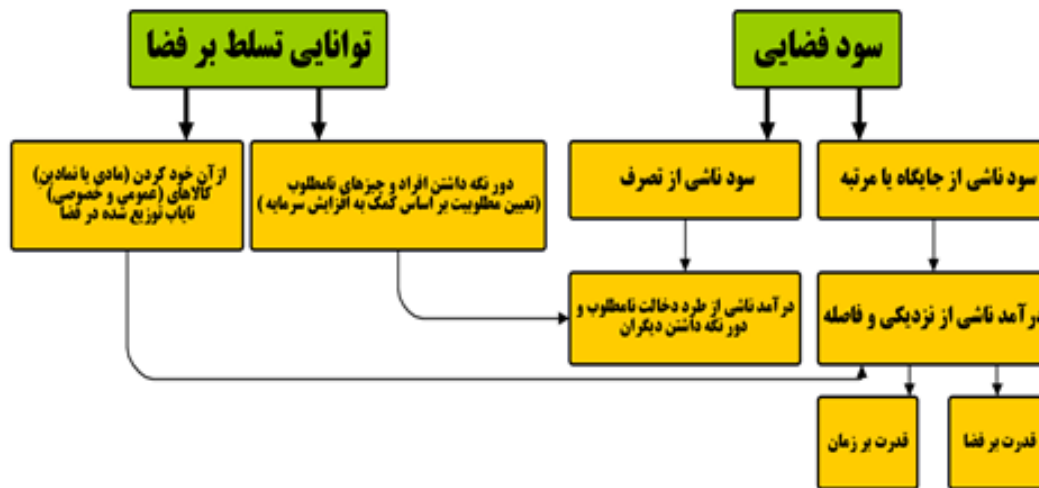 سود فضایی
توانایی تسلط بر فضا
سود ناشی از جایگاه یا مرتبه
سود ناشی از تصرف
دور نگه داشتن افراد و چیزهای نامطلوب
(تعیین مطلوبیت بر اساس کمک به افزایش سرمایه )
از آن خود کردن (مادی یا نمادین)
کالاهای (عمومی و خصوصی)
نایاب توزیع شده در فضا
درآمد ناشی از نزدیکی و فاصله
درآمد ناشی از طرد دخالت نامطلوب و
دور نگه داشتن دیگران
قدرت بر فضا
قدرت بر زمان